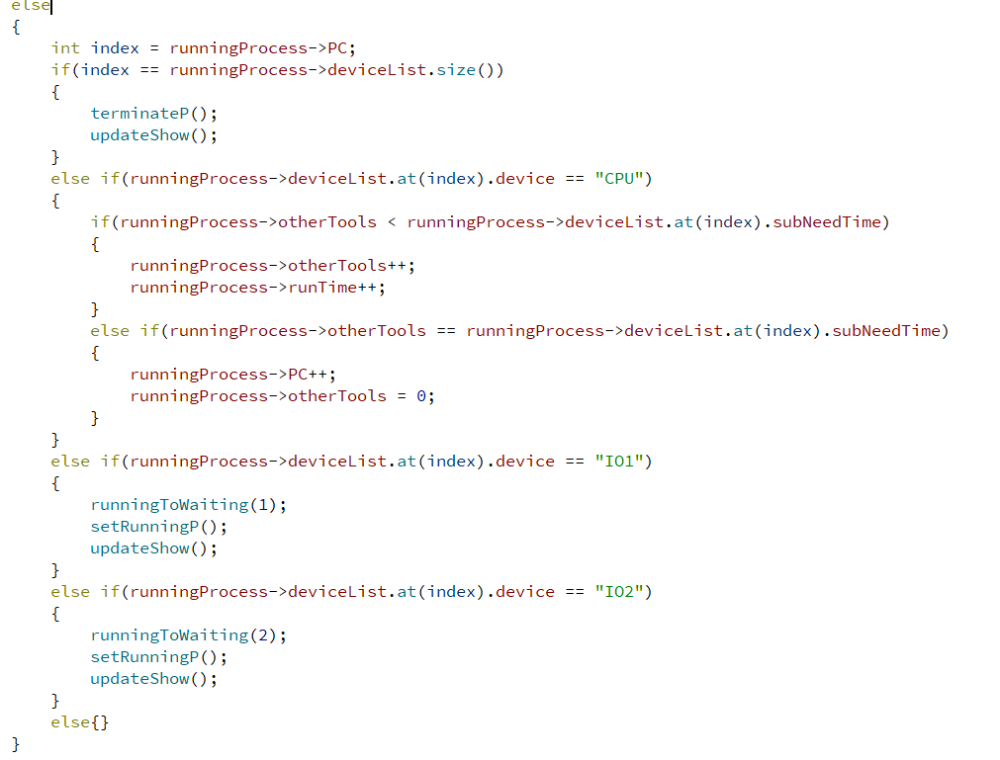 else
{
    int index = runningProcess->PC;
    if(index == runningProcess->deviceList.size())
    {
        terminateP();
        updateShow();
    }
    else if(runningProcess->deviceList.at(index).device == "CPU")
    {
        if(runningProcess->otherTools < runningProcess->deviceList.at(index).subNeedTime)
        {
            runningProcess->otherTools++;
            runningProcess->runTime++;
        }
        else if(runningProcess->otherTools == runningProcess->deviceList.at(index).subNeedTime)
        {
            runningProcess->PC++;
            runningProcess->otherTools = 0;
        }
    }
    else if(runningProcess->deviceList.at(index).device == "IO1")
    {
        runningToWaiting(1);
        setRunningP();
        updateShow();
    }
    else if(runningProcess->deviceList.at(index).device == "IO2")
    {
        runningToWaiting(2);
        setRunningP();
        updateShow();
    }
    else{}
}